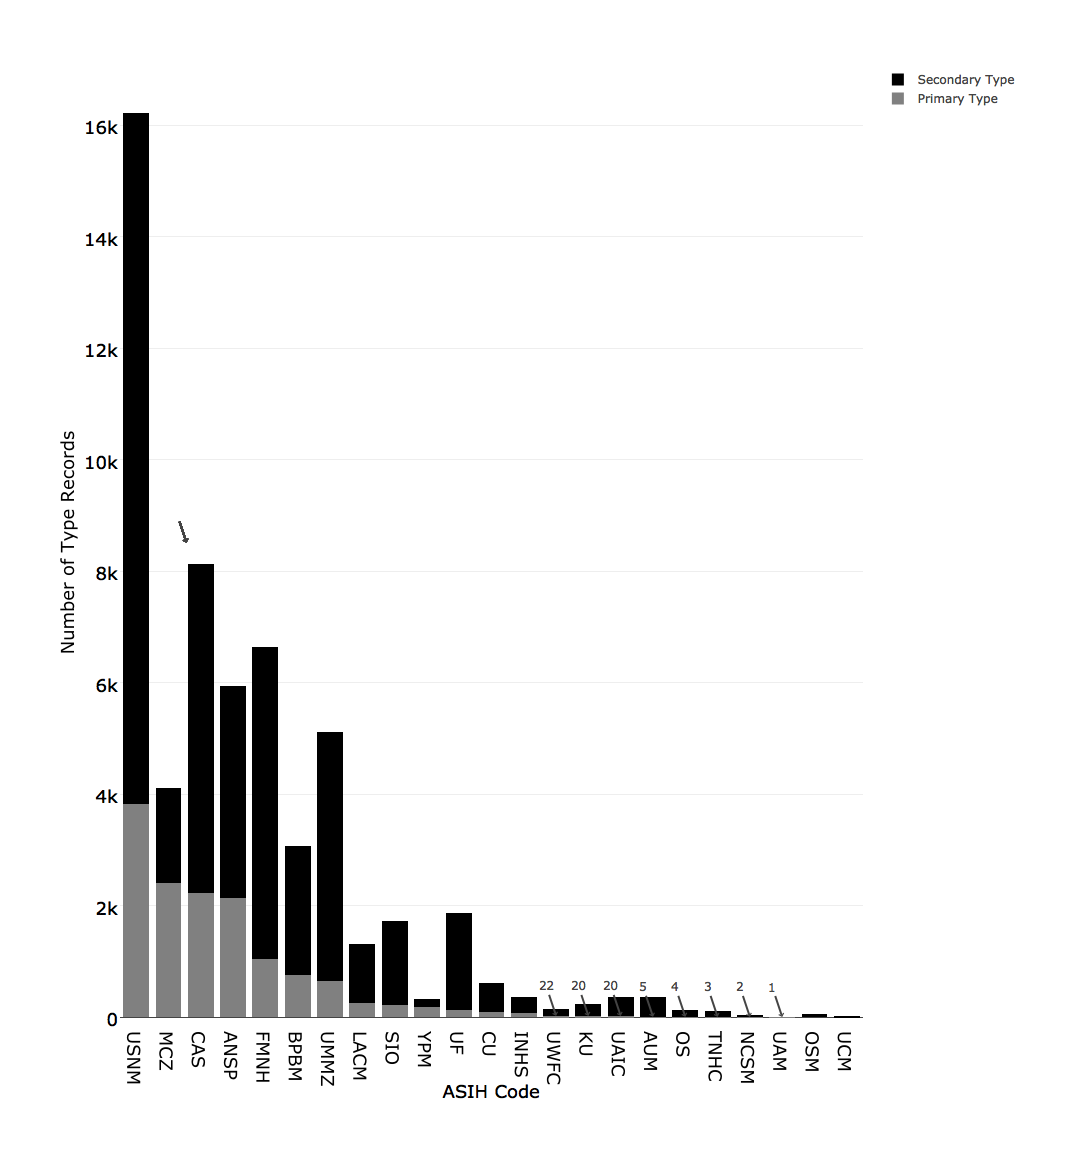 Secondary Type
Primary Type
16k
14k
12k
10k
8k
6k
4k
2k
0
Number of Type Records
22 20 20 5 4 3 2 1
USNM MCZ CAS ANSP FMNH BPBM UMMZ LACM SIO YPM UF CU INHS UWFC KU UAIC AUM OS TNHC NCSM UAM OSM UCM
ASIH Code